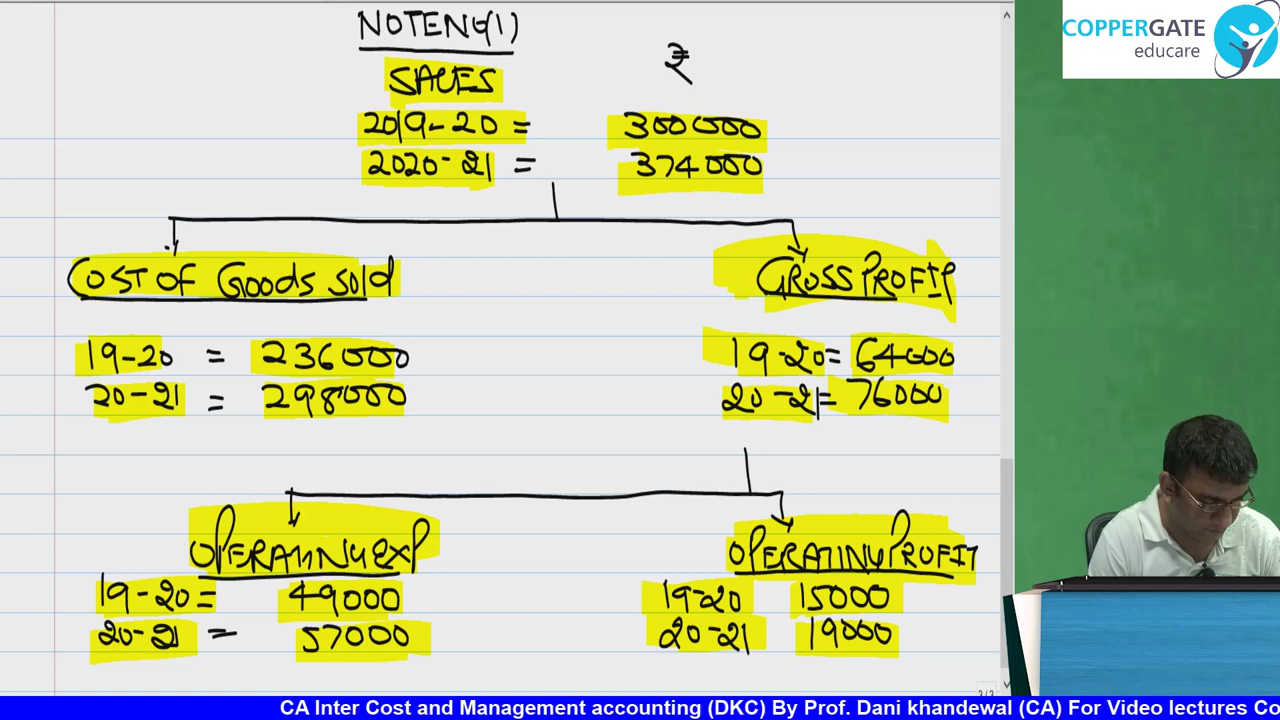 NOTENG(1)
COPPERGATE
educare
SALES ₹
2019-20 = 300000
2020-21 = 374000
COST OF Goods sold
GROSS PROFIT
19-20 = 236000
20-21 = 298000
19-20= 64000
20-21= 76000
OPERATING EXP
OPERATING PROFIT
19-20= 49000
20-21 = 57000
19-20 15000
20-21 19000
3/3
CA Inter Cost and Management accounting (DKC) By Prof. Dani khandewal (CA) For Video lectures Co